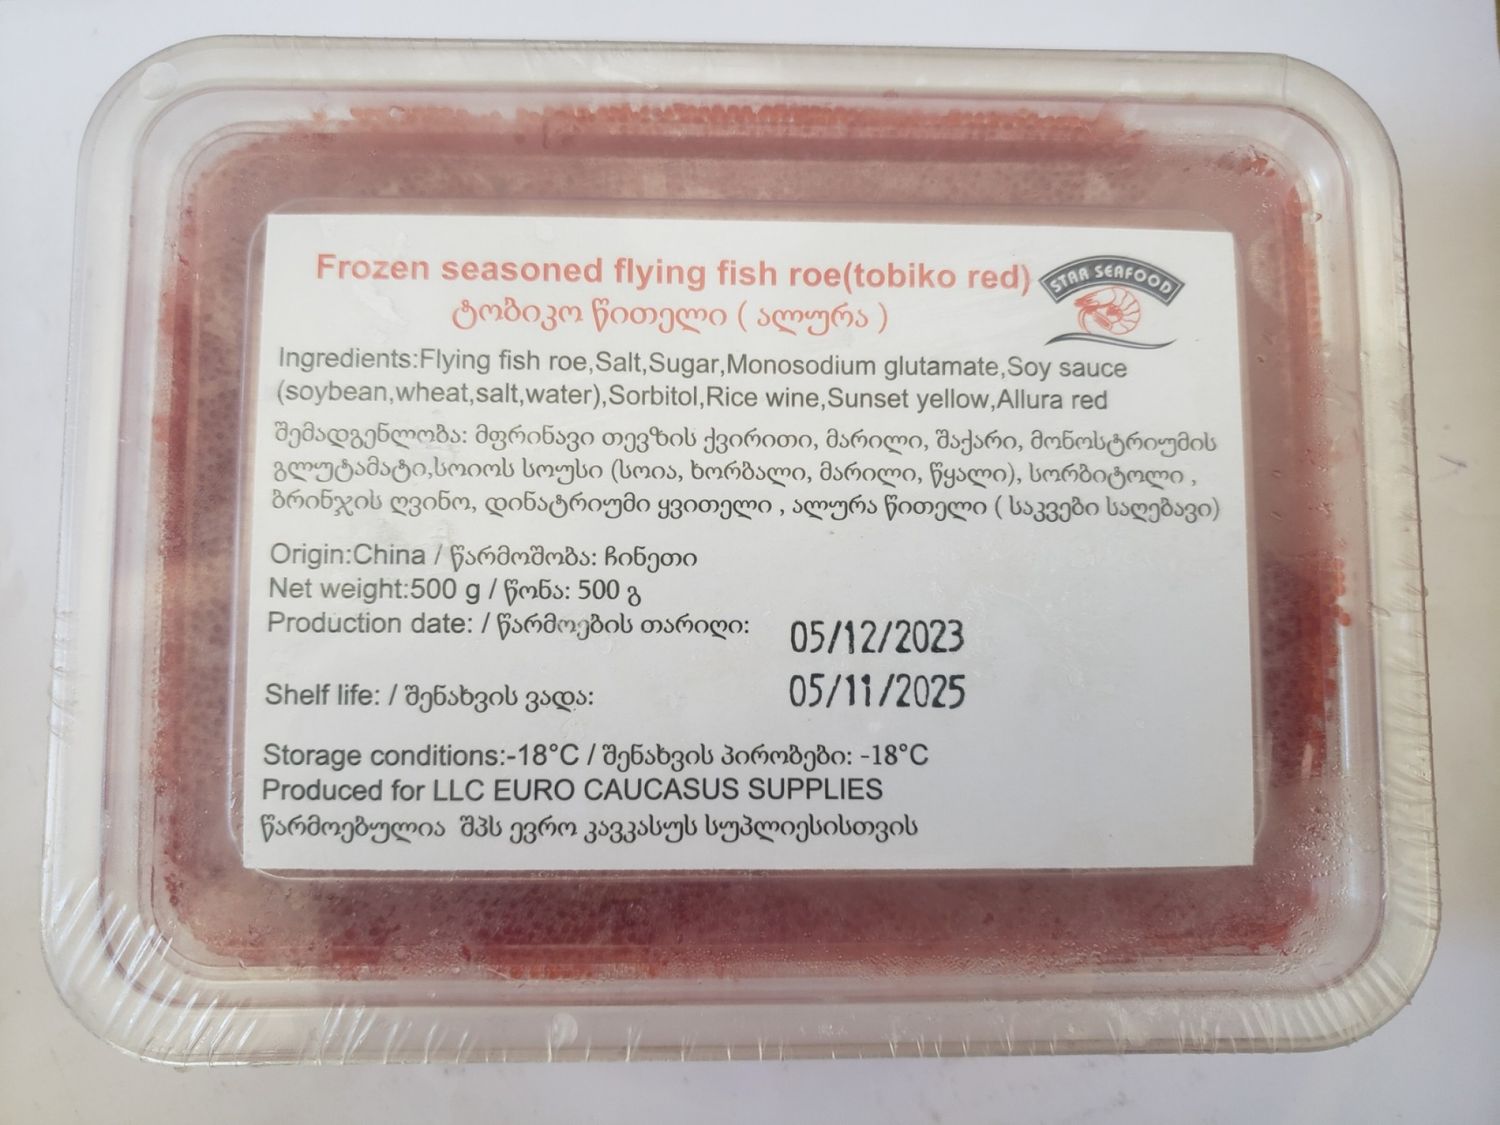 Frozen seasoned flying fish roe(tobiko red)
STAR SEAFOOD
ტობიკო წითელი ( ალურა )
Ingredients:Flying fish roe,Salt,Sugar,Monosodium glutamate,Soy sauce
(soybean,wheat,salt,water),Sorbitol,Rice wine,Sunset yellow,Allura red
შემადგენლობა: მფრინავი თევზის ქვირითი, მარილი, შაქარი, მონოსტრიუმის
გლუტამატი,სოიოს სოუსი (სოია, ხორბალი, მარილი, წყალი), სორბიტოლი ,
ბრინჯის ღვინო, დინატრიუმი ყვითელი , ალურა წითელი ( საკვები საღებავი)
Origin:China / წარმოშობა: ჩინეთი
Net weight:500 g / წონა: 500 გ
Production date: / წარმოების თარიღი: 05/12/2023
Shelf life: / შენახვის ვადა: 05/11/2025
Storage conditions:-18°C / შენახვის პირობები: -18°C
Produced for LLC EURO CAUCASUS SUPPLIES
წარმოებულია შპს ევრო კავკასუს სუპლიესისთვის